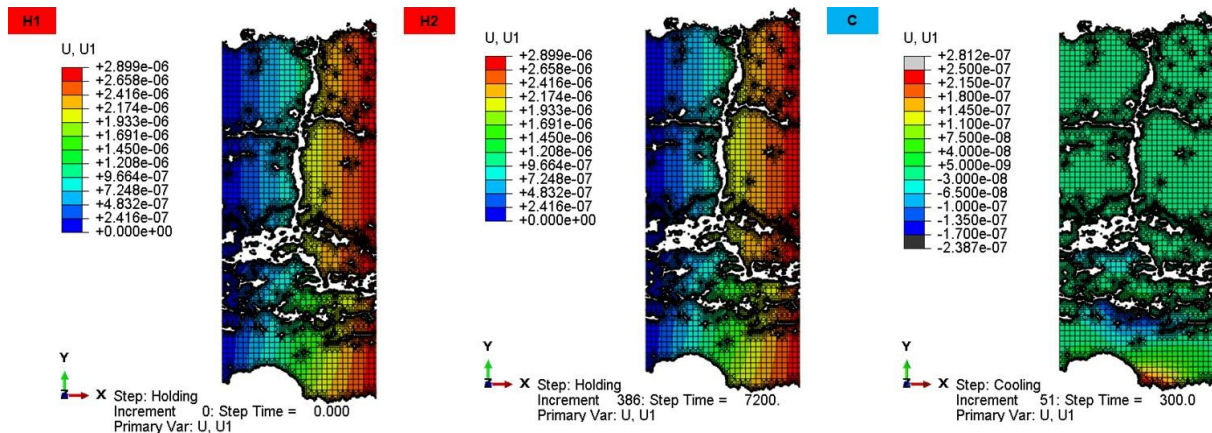 H1
U, U1
+2.899e-06
+2.658e-06
+2.416e-06
+2.174e-06
+1.933e-06
+1.691e-06
+1.450e-06
+1.208e-06
+9.664e-07
+7.248e-07
+4.832e-07
+2.416e-07
+0.000e+00
Y
Z
X
Step: Holding
Increment 0: Step Time = 0.000
Primary Var: U, U1
H2
U, U1
+2.899e-06
+2.658e-06
+2.416e-06
+2.174e-06
+1.933e-06
+1.691e-06
+1.450e-06
+1.208e-06
+9.664e-07
+7.248e-07
+4.832e-07
+2.416e-07
+0.000e+00
Y
Z
X
Step: Holding
Increment 386: Step Time = 7200.
Primary Var: U, U1
C
U, U1
+2.812e-07
+2.500e-07
+2.150e-07
+1.800e-07
+1.450e-07
+1.100e-07
+7.500e-08
+4.000e-08
+5.000e-09
-3.000e-08
-6.500e-08
-1.000e-07
-1.350e-07
-1.700e-07
-2.387e-07
Y
Z
X
Step: Cooling
Increment 51: Step Time = 300.0
Primary Var: U, U1